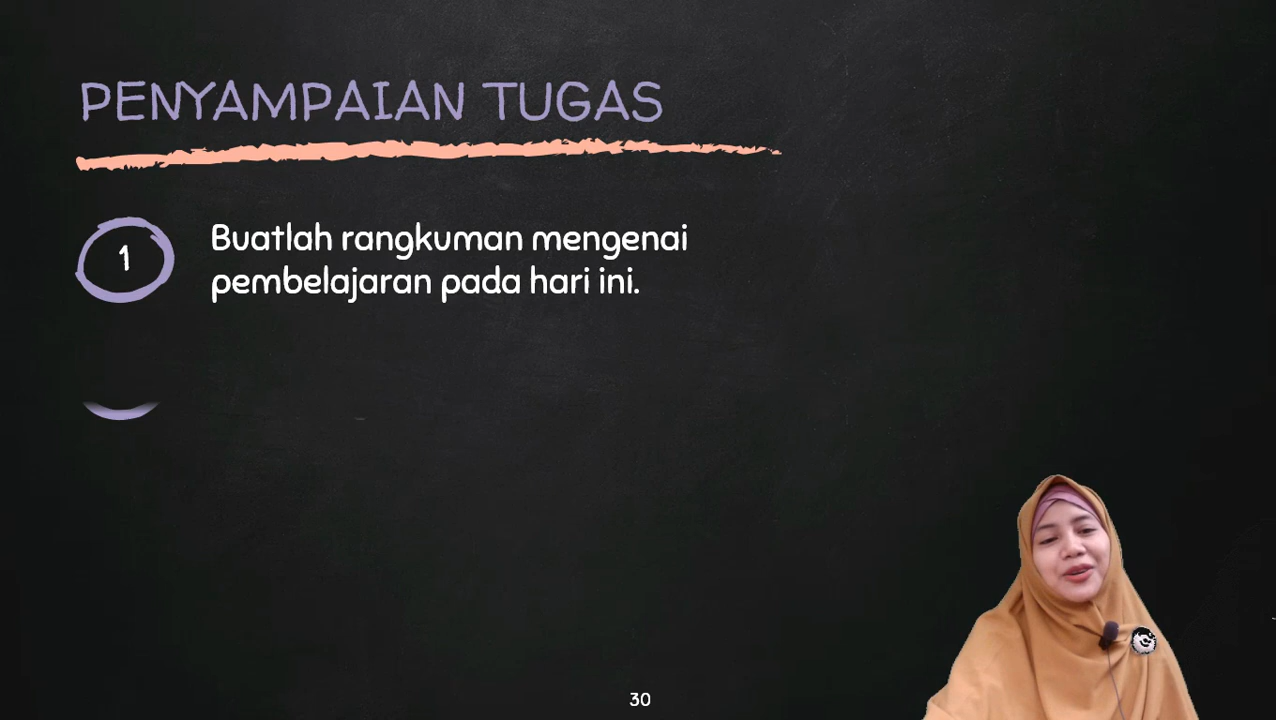 PENYAMPAIAN TUGAS
1
Buatlah rangkuman mengenai
pembelajaran pada hari ini.
30